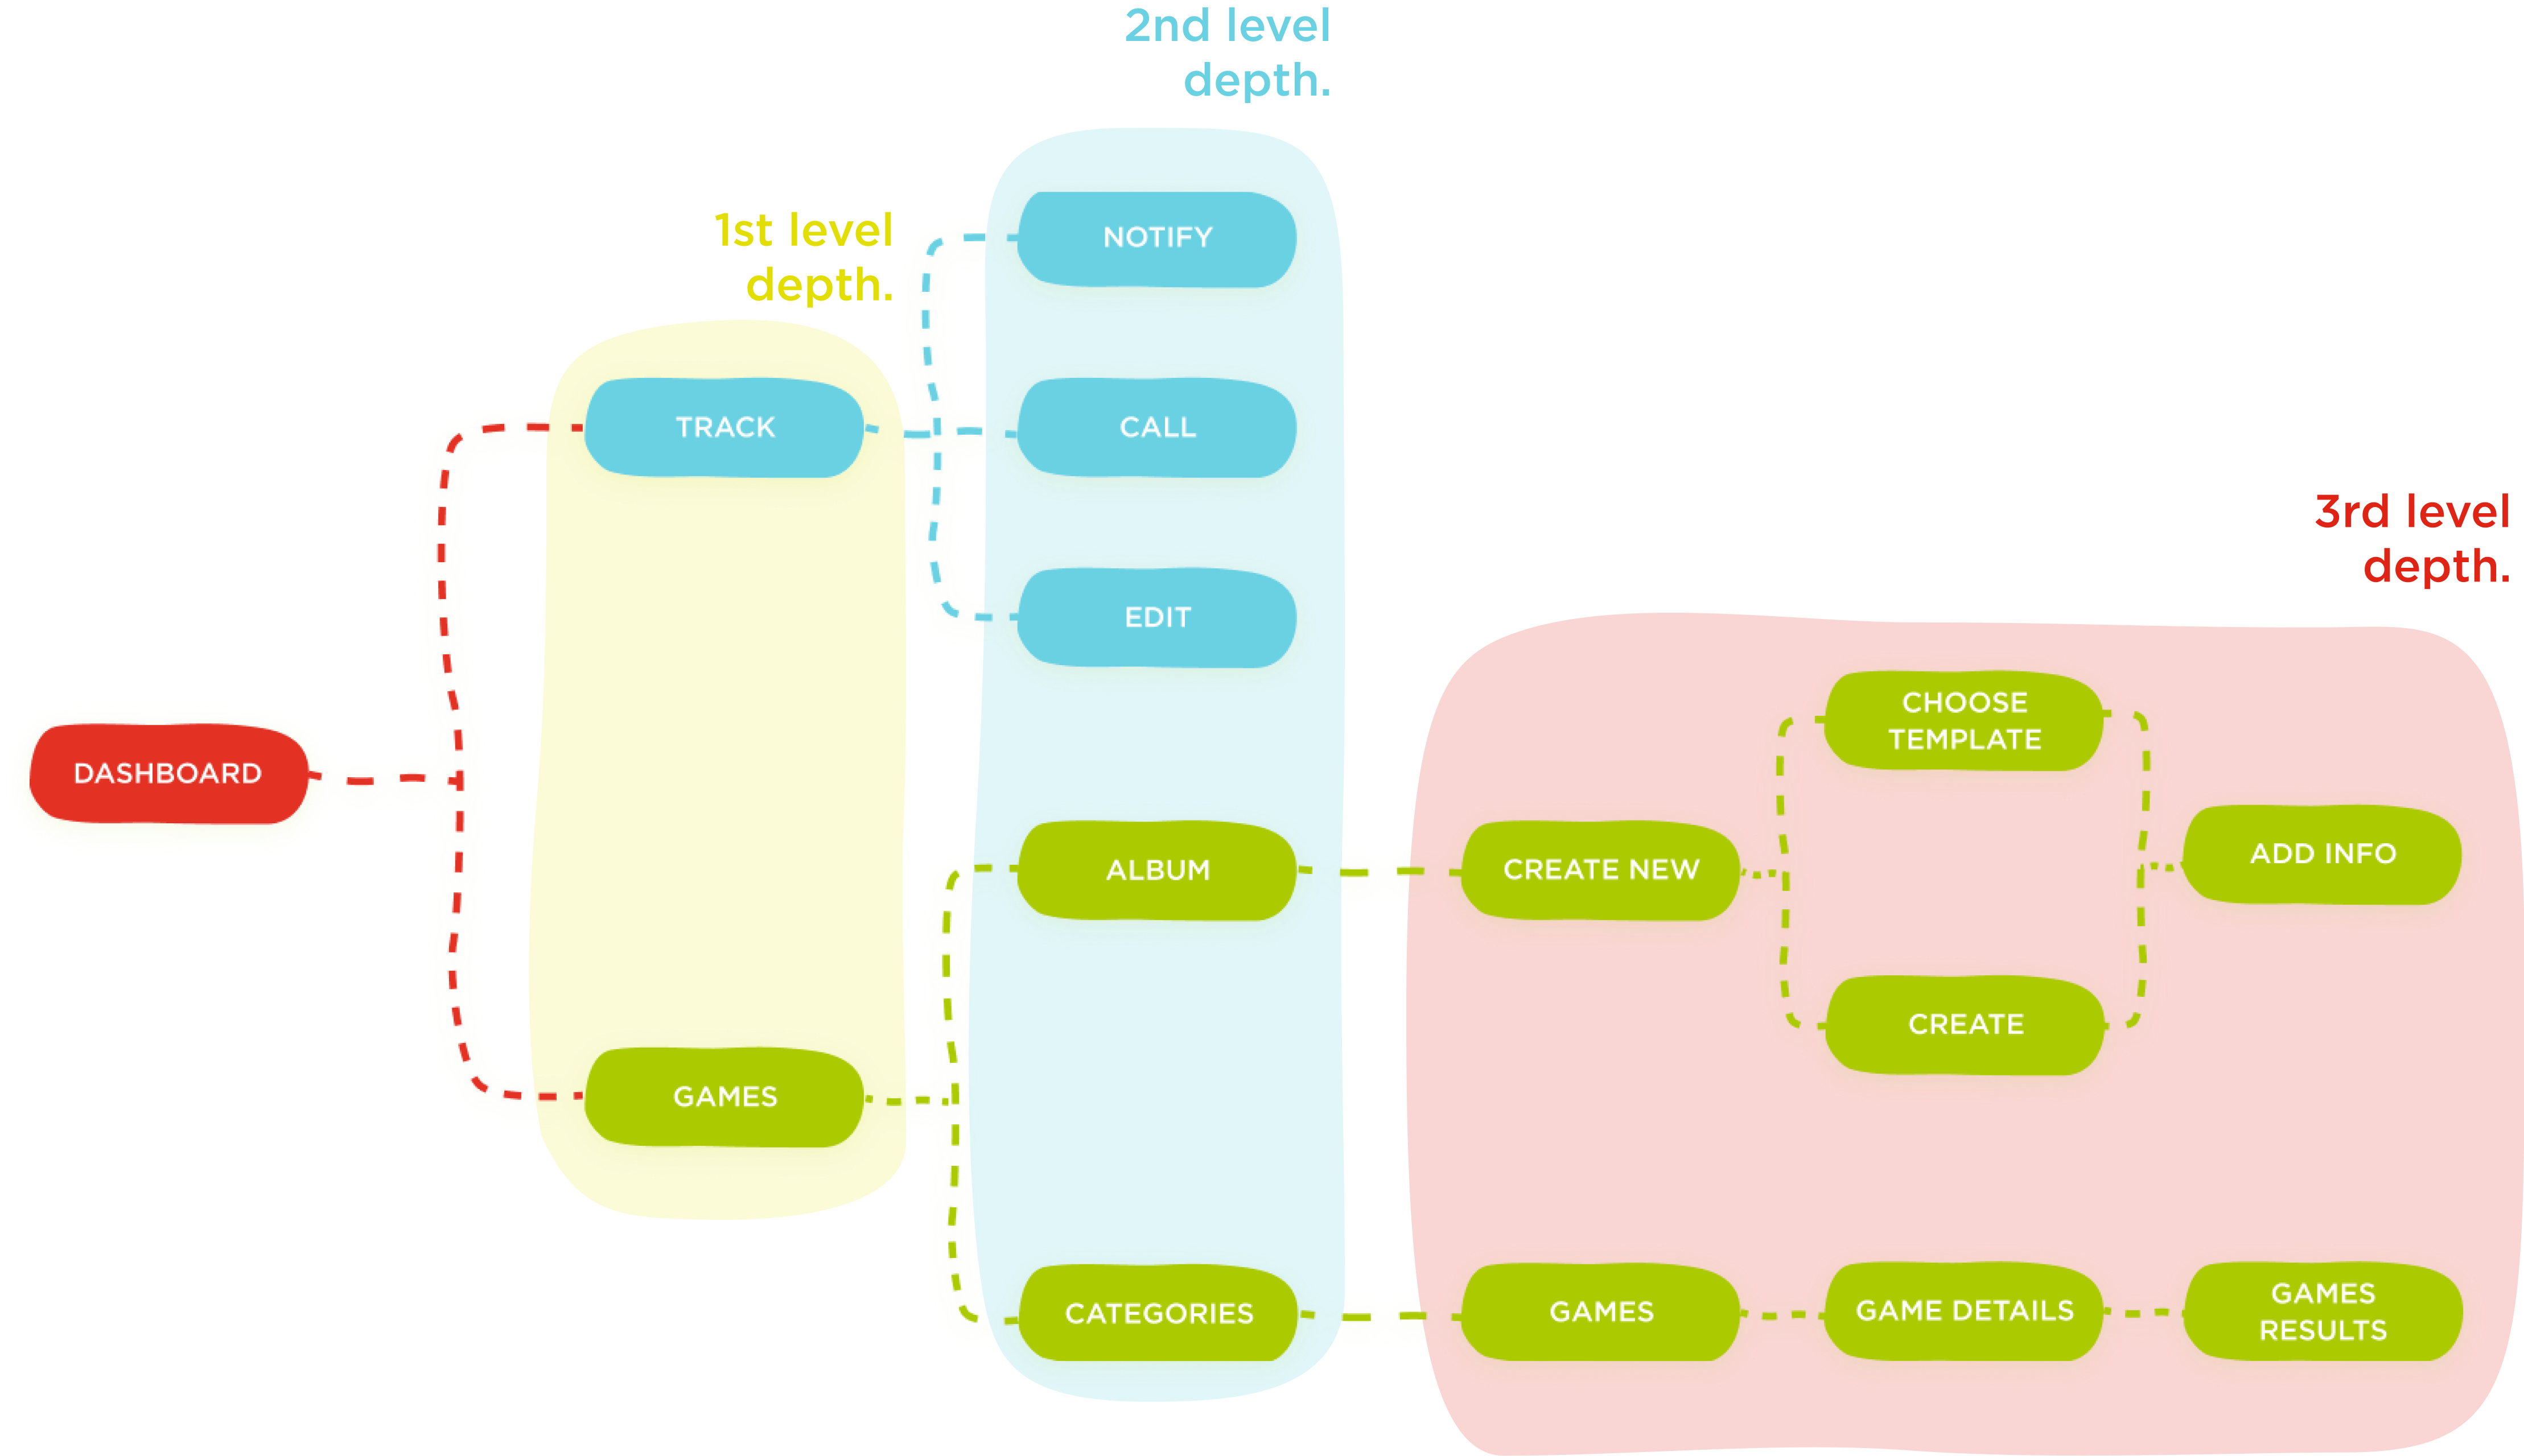 2nd level
depth.
1st level
depth.
NOTIFY
TRACK
CALL
EDIT
3rd level
depth.
DASHBOARD
CHOOSE
TEMPLATE
ALBUM
CREATE NEW
ADD INFO
CREATE
GAMES
CATEGORIES
GAMES
GAME DETAILS
GAMES
RESULTS